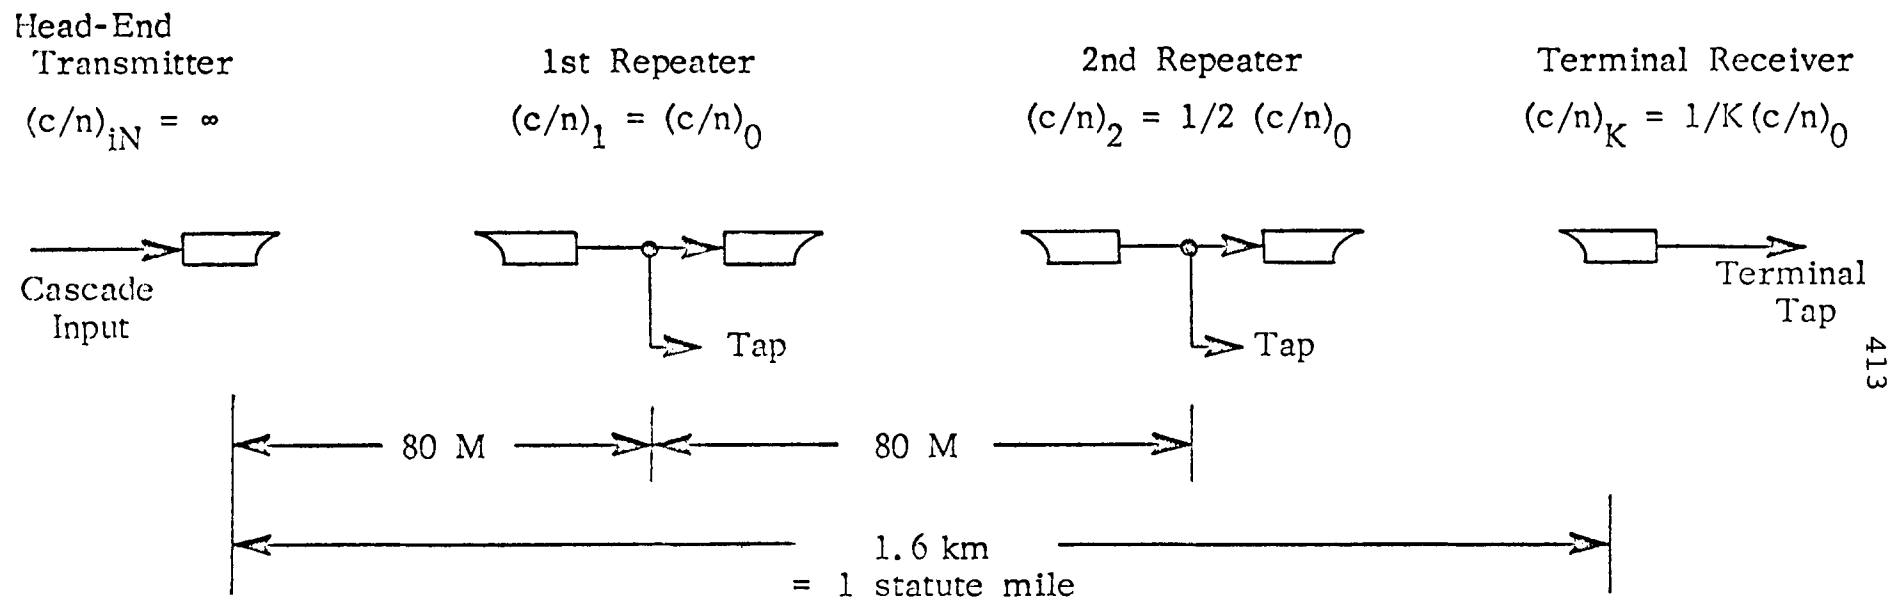 Head-End
Transmitter
(c/n)iN = ∞
1st Repeater
(c/n)1 = (c/n)0
2nd Repeater
(c/n)2 = 1/2 (c/n)0
Terminal Receiver
(c/n)K = 1/K(c/n)0
Cascade
Input
Tap
Tap
Terminal
Tap
413
80 M
80 M
1.6 km
= 1 statute mile